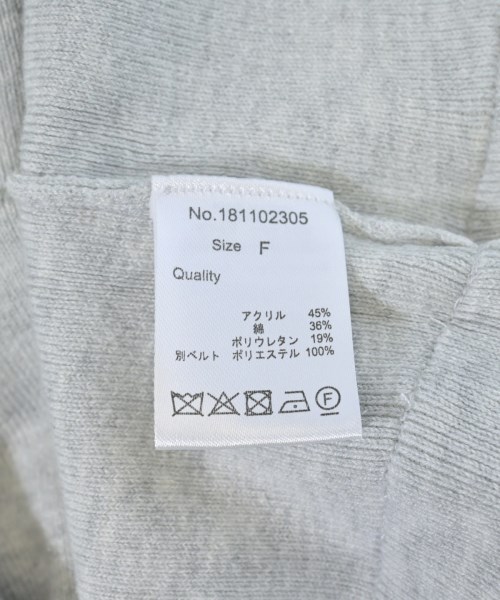 No.181102305
Size F
Quality
アクリル 45%
綿 36%
ポリウレタン 19%
別ベルト ポリエステル 100%
F